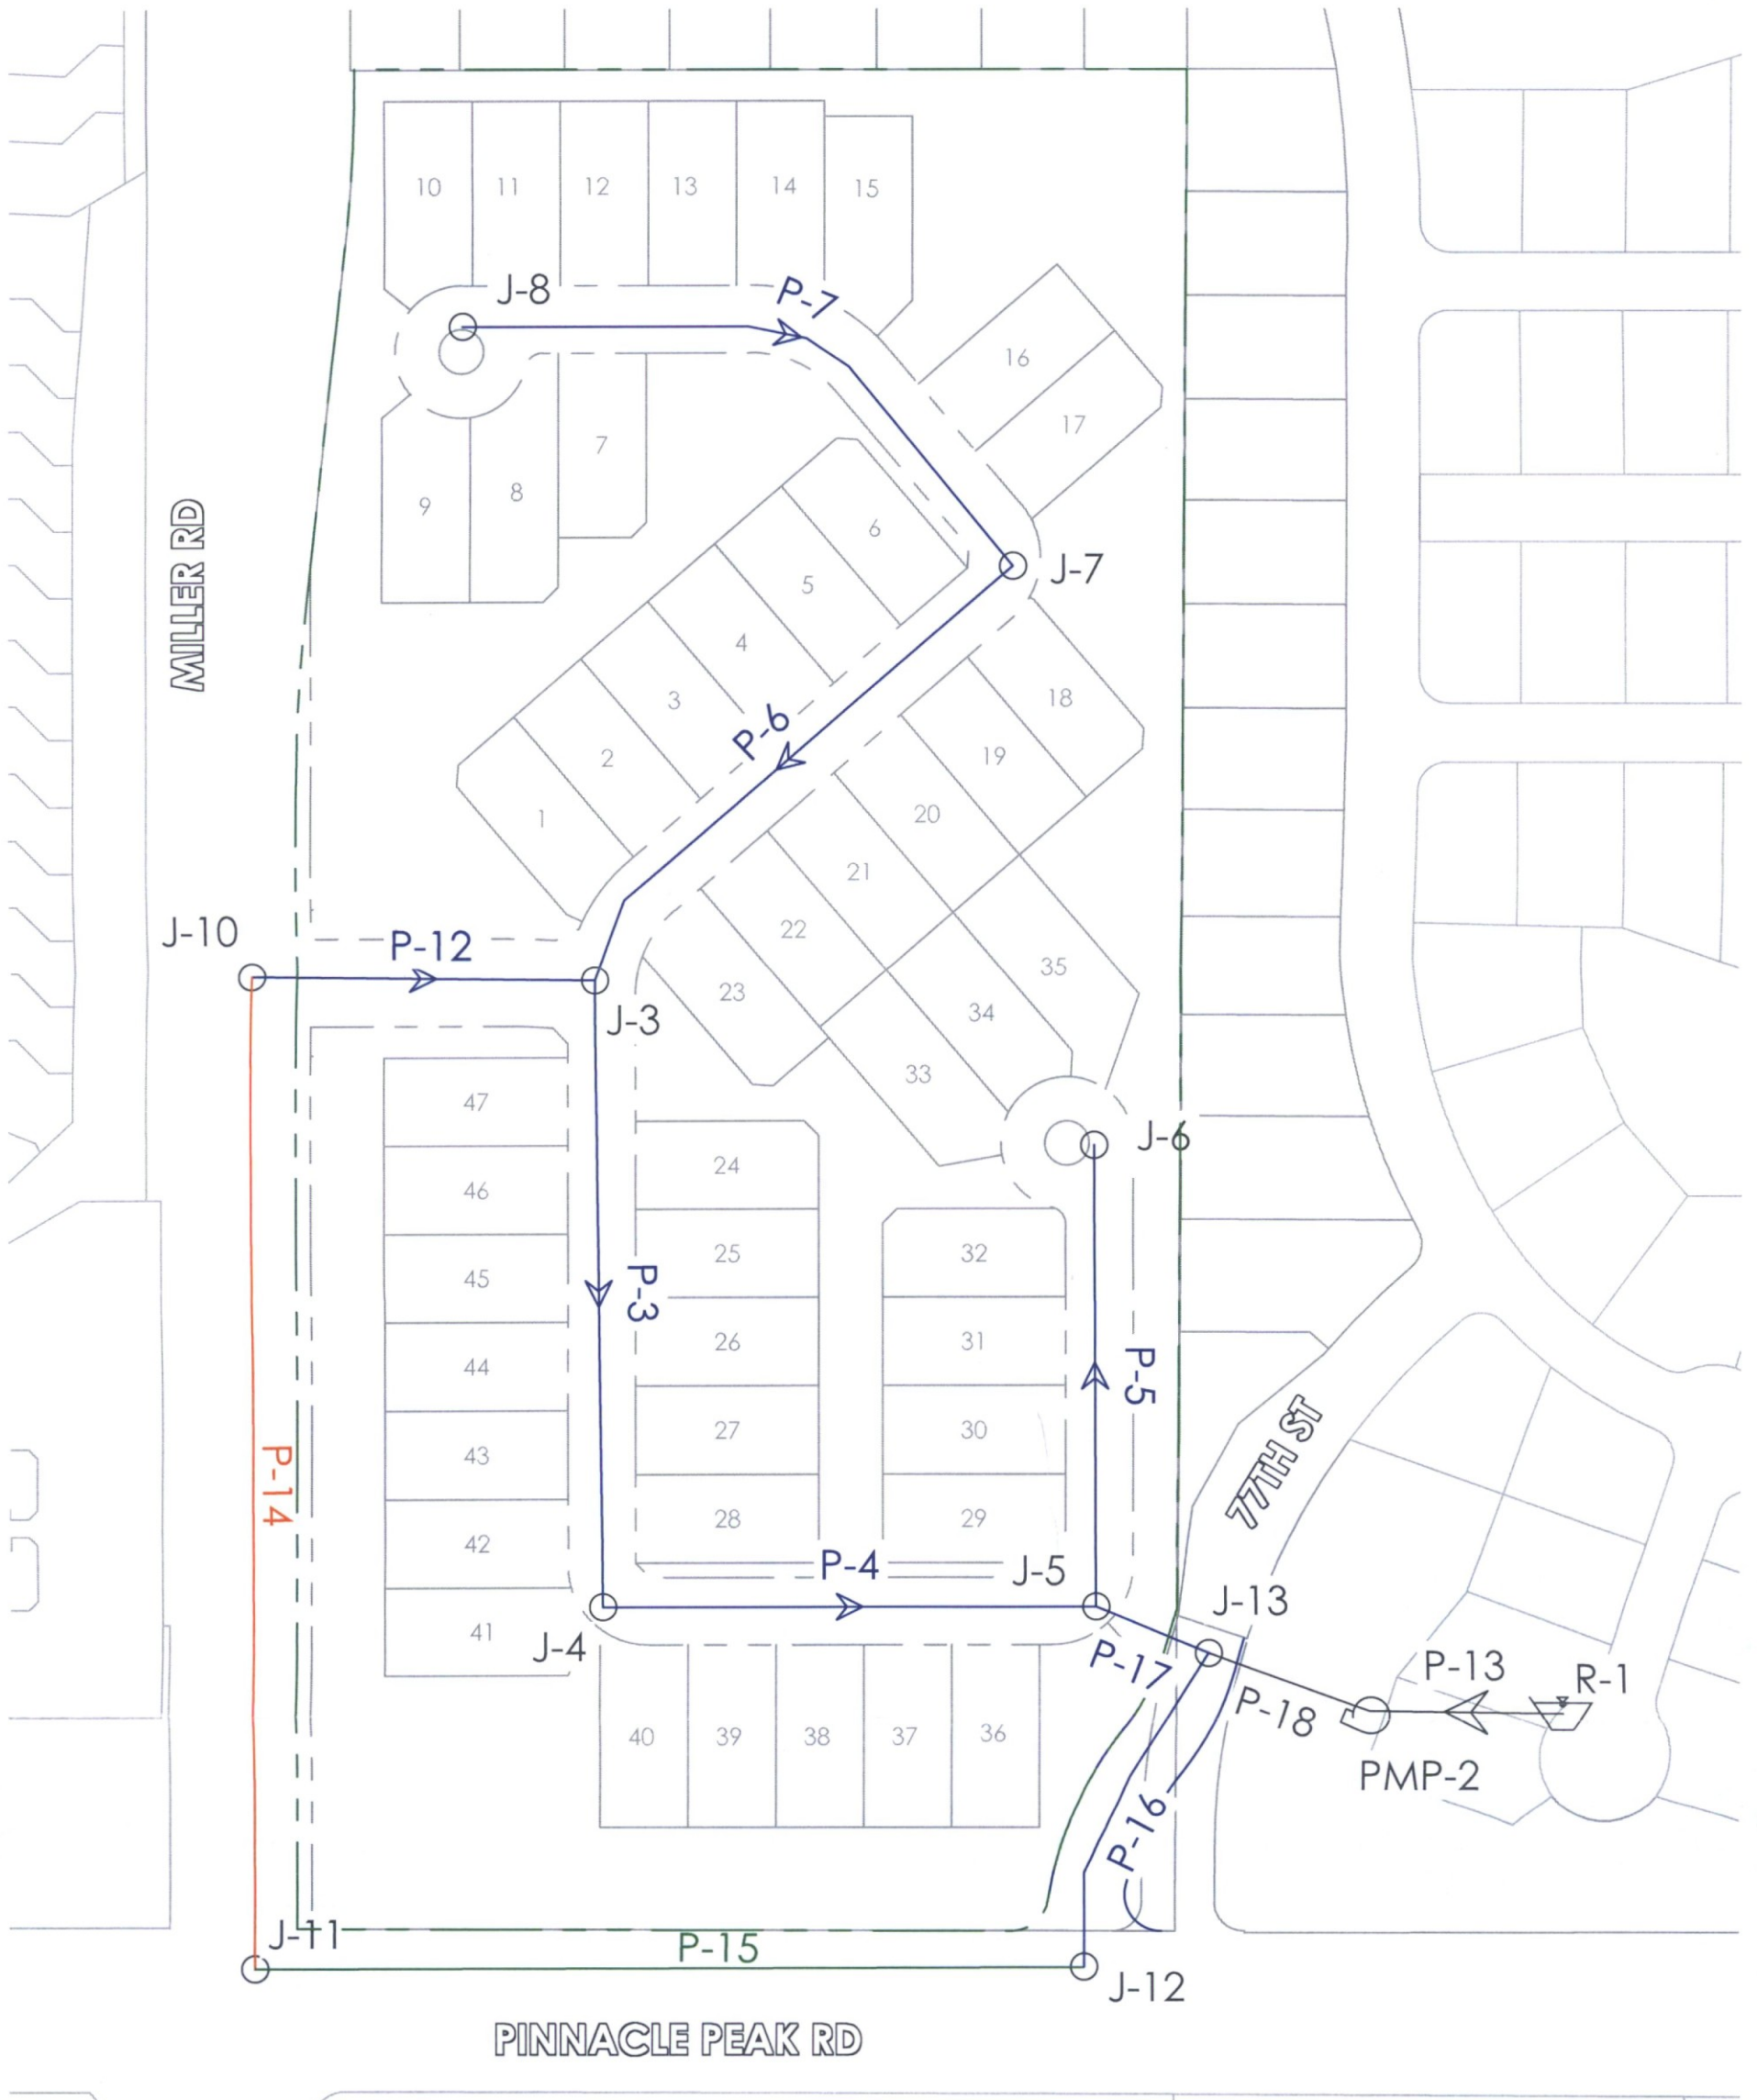 10 11 12 13 14 15
J-8
P-7
16
17
7
8
9
MILLER RD
6
5
J-7
4
3
18
P-6
2
19
1
20
21
22
J-10
P-12
35
23
34
J-3
33
47
24
J-6
46
25
32
45
P-3
26
31
44
P-5
27
30
43
77TH ST
P-14
28
29
42
P-4
J-5
J-13
41
J-4
P-17
P-13
R-1
P-18
40 39 38 37 36
PMP-2
P-16
J-11
P-15
J-12
PINNACLE PEAK RD